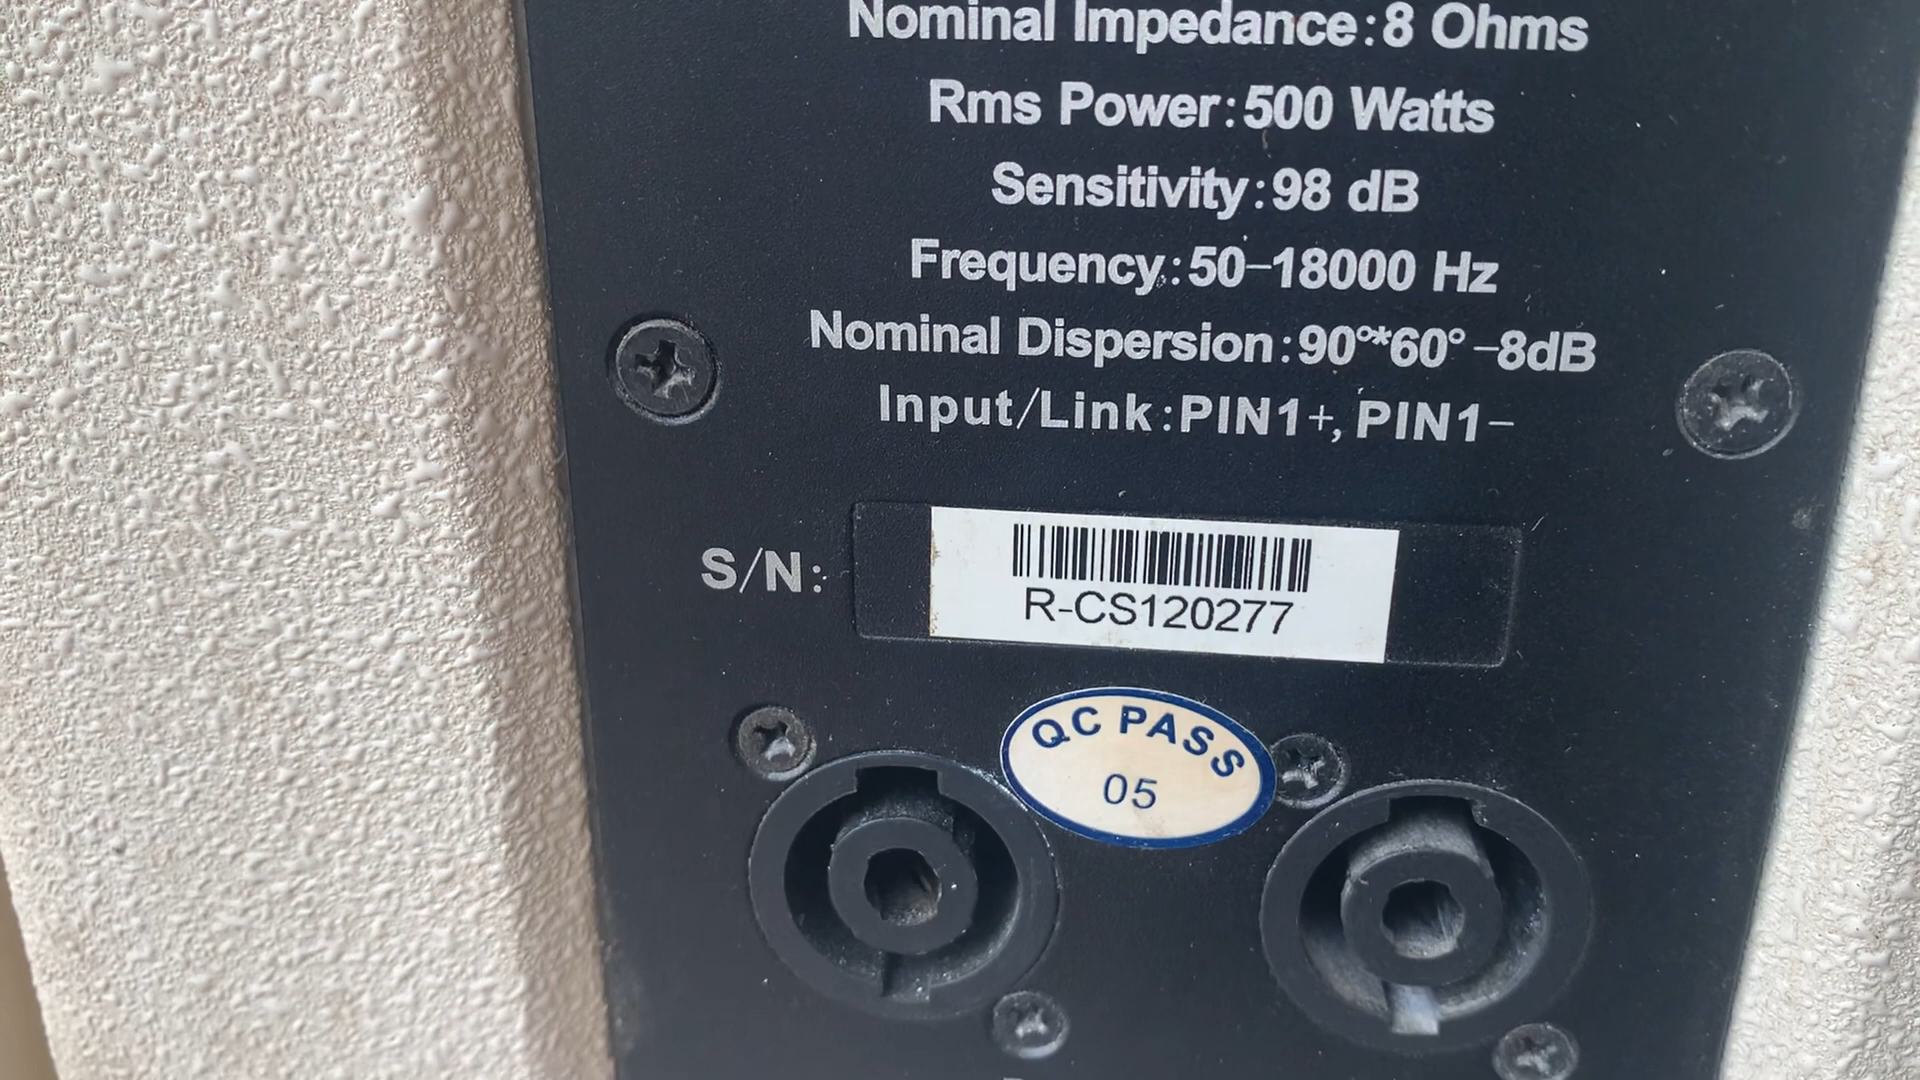 Nominal Impedance:8 Ohms
Rms Power:500 Watts
Sensitivity:98 dB
Frequency:50-18000 Hz
Nominal Dispersion:90°*60° -8dB
Input/Link:PIN1+, PIN1-
S/N:
R-CS120277
QC PASS
05